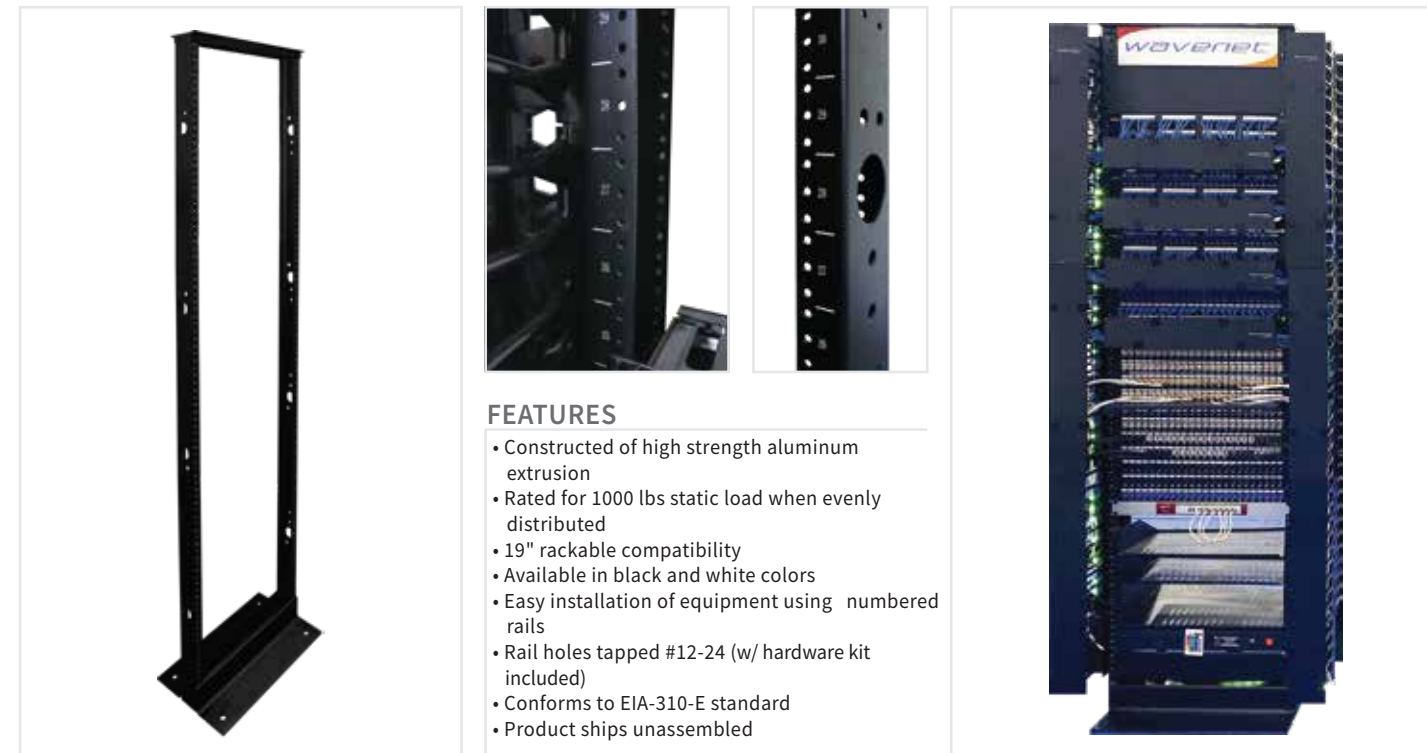 wavenet
FEATURES
• Constructed of high strength aluminum
extrusion
• Rated for 1000 lbs static load when evenly
distributed
• 19" rackable compatibility
• Available in black and white colors
• Easy installation of equipment using numbered
rails
• Rail holes tapped #12-24 (w/ hardware kit
included)
• Conforms to EIA-310-E standard
• Product ships unassembled